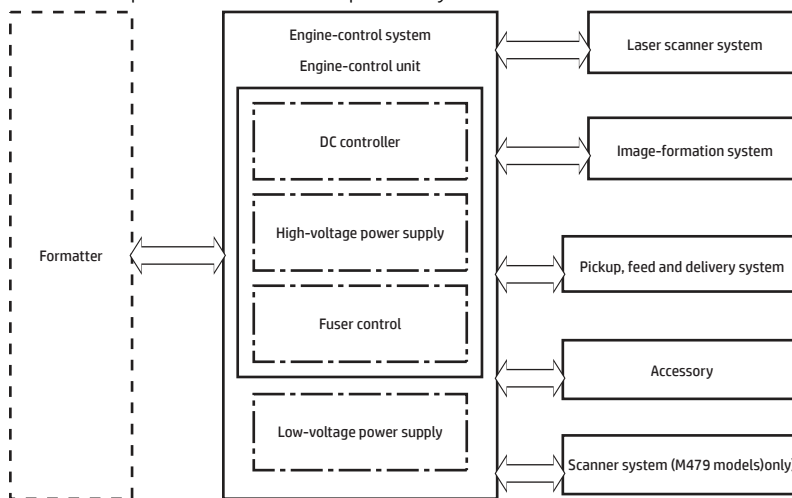 Engine-control system
Engine-control unit
DC controller
High-voltage power supply
Fuser control
Low-voltage power supply
Formatter
Laser scanner system
Image-formation system
Pickup, feed and delivery system
Accessory
Scanner system (M479 models)only)